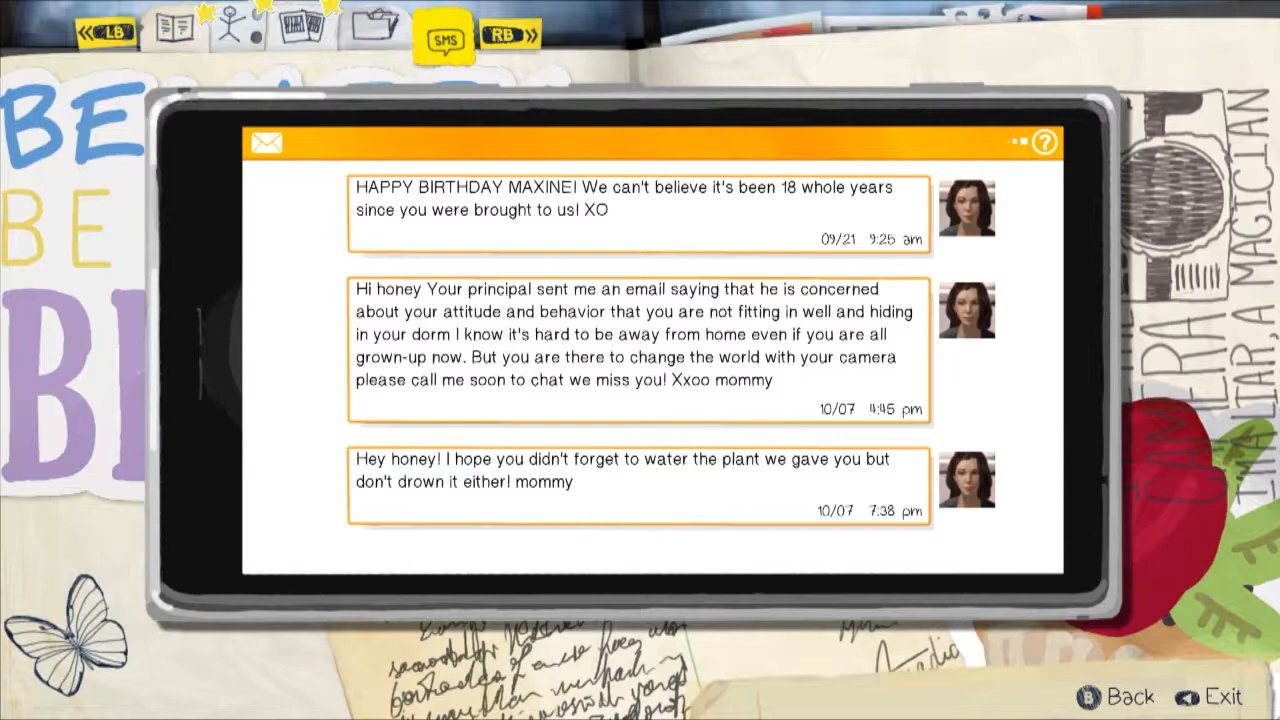 LB
SMS
RB
BE
BE
HAPPY BIRTHDAY MAXINE! We can't believe it's been 18 whole years
since you were brought to us! XO
09/21 9:25 am
Hi honey Your principal sent me an email saying that he is concerned
about your attitude and behavior that you are not fitting in well and hiding
in your dorm I know it's hard to be away from home even if you are all
grown-up now. But you are there to change the world with your camera
please call me soon to chat we miss you! Xxoo mommy
10/07 4:45 pm
Hey honey! I hope you didn't forget to water the plant we gave you but
don't drown it either! mommy
10/07 7:38 pm
?
CAMERA
LIAR, A MAGICIAN
B Back
Exit